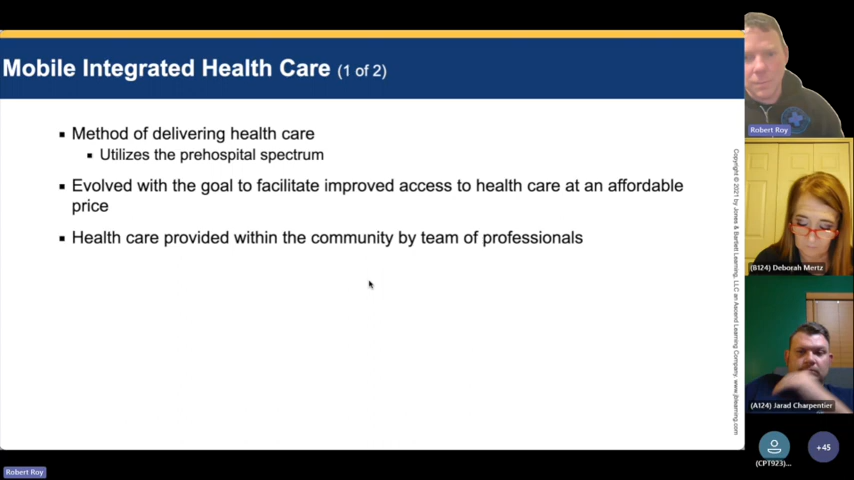 Mobile Integrated Health Care (1 of 2)
▪ Method of delivering health care
▪ Utilizes the prehospital spectrum
▪ Evolved with the goal to facilitate improved access to health care at an affordable
price
▪ Health care provided within the community by team of professionals
Copyright © 2021 by Jones & Bartlett Learning, LLC an Ascend Learning Company. www.jblearning.com
Robert Roy
(B124) Deborah Mertz
(A124) Jarad Charpentier
(CPT923)...
+45
Robert Roy